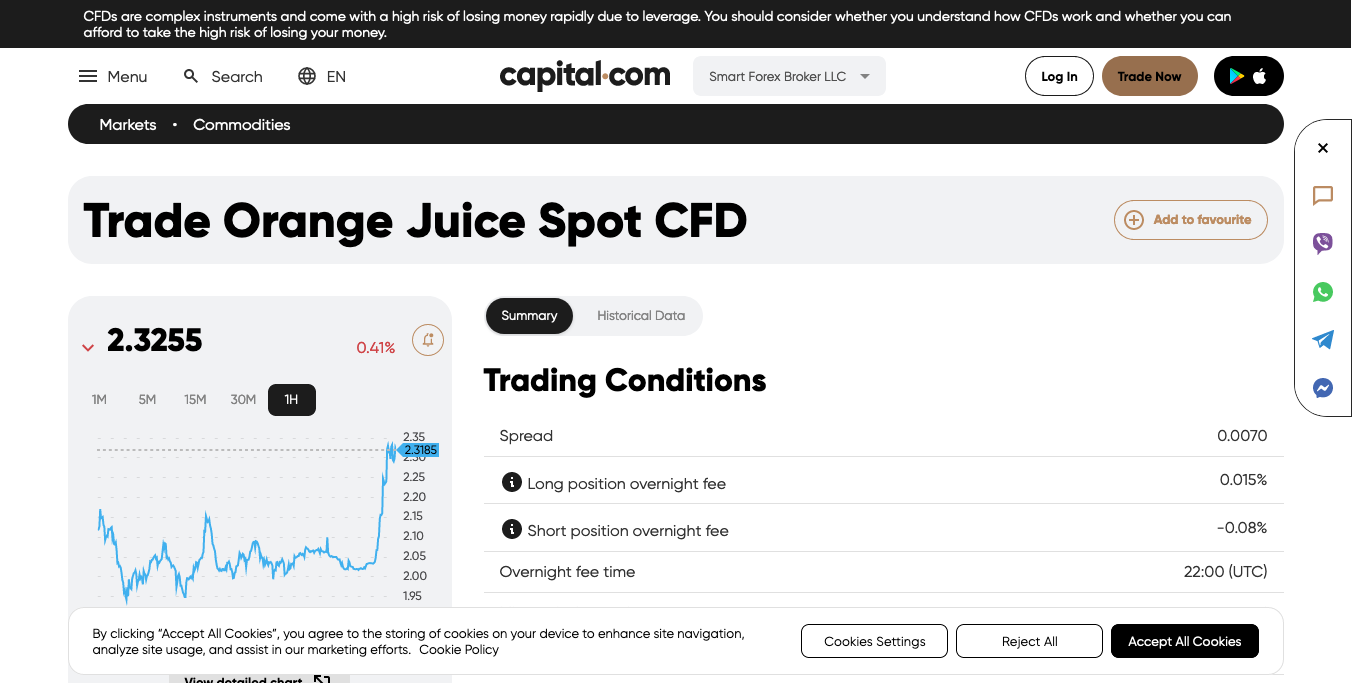 CFDs are complex instruments and come with a high risk of losing money rapidly due to leverage. You should consider whether you understand how CFDs work and whether you can
afford to take the high risk of losing your money.
Menu
Search
EN
capital.com
Smart Forex Broker LLC
Log In
Trade Now
Markets • Commodities
Trade Orange Juice Spot CFD
Add to favourite
2.3255
0.41%
1M 5M 15M 30M 1H
2.35
2.3185
2.30
2.25
2.20
2.15
2.10
2.05
2.00
1.95
Summary
Historical Data
Trading Conditions
Spread 0.0070
Long position overnight fee 0.015%
Short position overnight fee -0.08%
Overnight fee time 22:00 (UTC)
By clicking “Accept All Cookies”, you agree to the storing of cookies on your device to enhance site navigation,
analyze site usage, and assist in our marketing efforts. Cookie Policy
Cookies Settings
Reject All
Accept All Cookies
View detailed chart